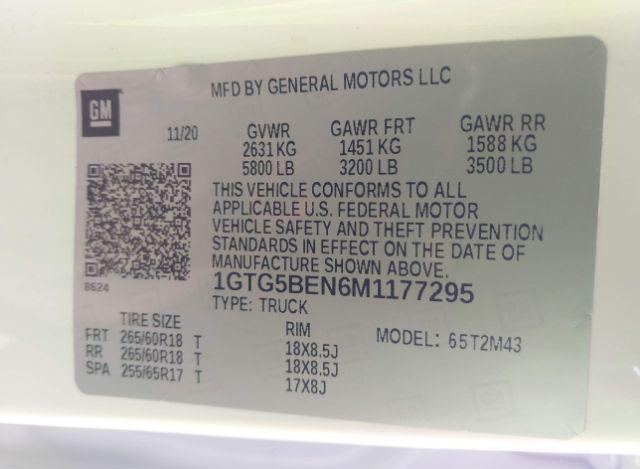 MFD BY GENERAL MOTORS LLC
GM
11/20 GVWR GAWR FRT GAWR RR
2631 KG 1451 KG 1588 KG
5800 LB 3200 LB 3500 LB
THIS VEHICLE CONFORMS TO ALL
APPLICABLE U.S. FEDERAL MOTOR
VEHICLE SAFETY AND THEFT PREVENTION
STANDARDS IN EFFECT ON THE DATE OF
MANUFACTURE SHOWN ABOVE.
8624
1GTG5BEN6M1177295
TYPE: TRUCK
TIRE SIZE RIM MODEL: 65T2M43
FRT 265/60R18 T 18X8.5J
RR 265/60R18 T 18X8.5J
SPA 255/65R17 T 17X8J